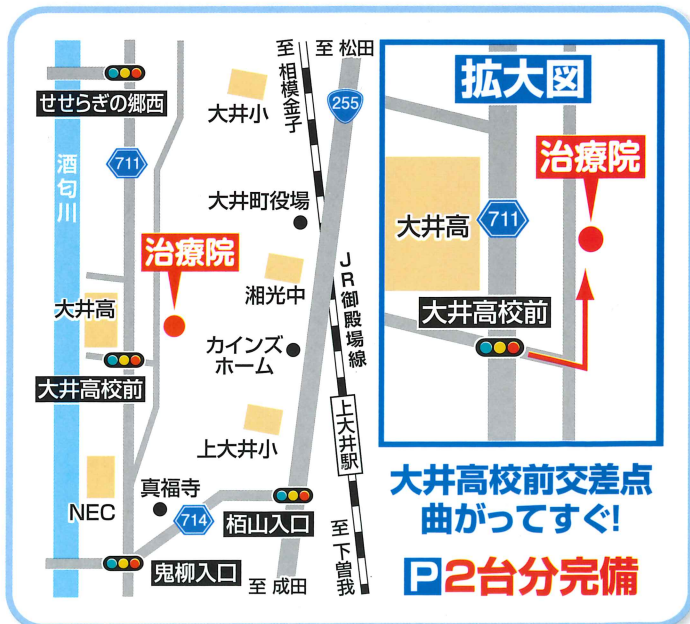 至 相模金子
至 松田
255
せせらぎの郷西
大井小
711
酒匂川
大井町役場
治療院
JR御殿場線
湘光中
大井高
カインズ
ホーム
大井高校前
上大井駅
上大井小
真福寺
NEC
714
栢山入口
鬼柳入口
至 成田
至 下曽我
拡大図
治療院
大井高
711
大井高校前
大井高校前交差点
曲がってすぐ!
P2台分完備